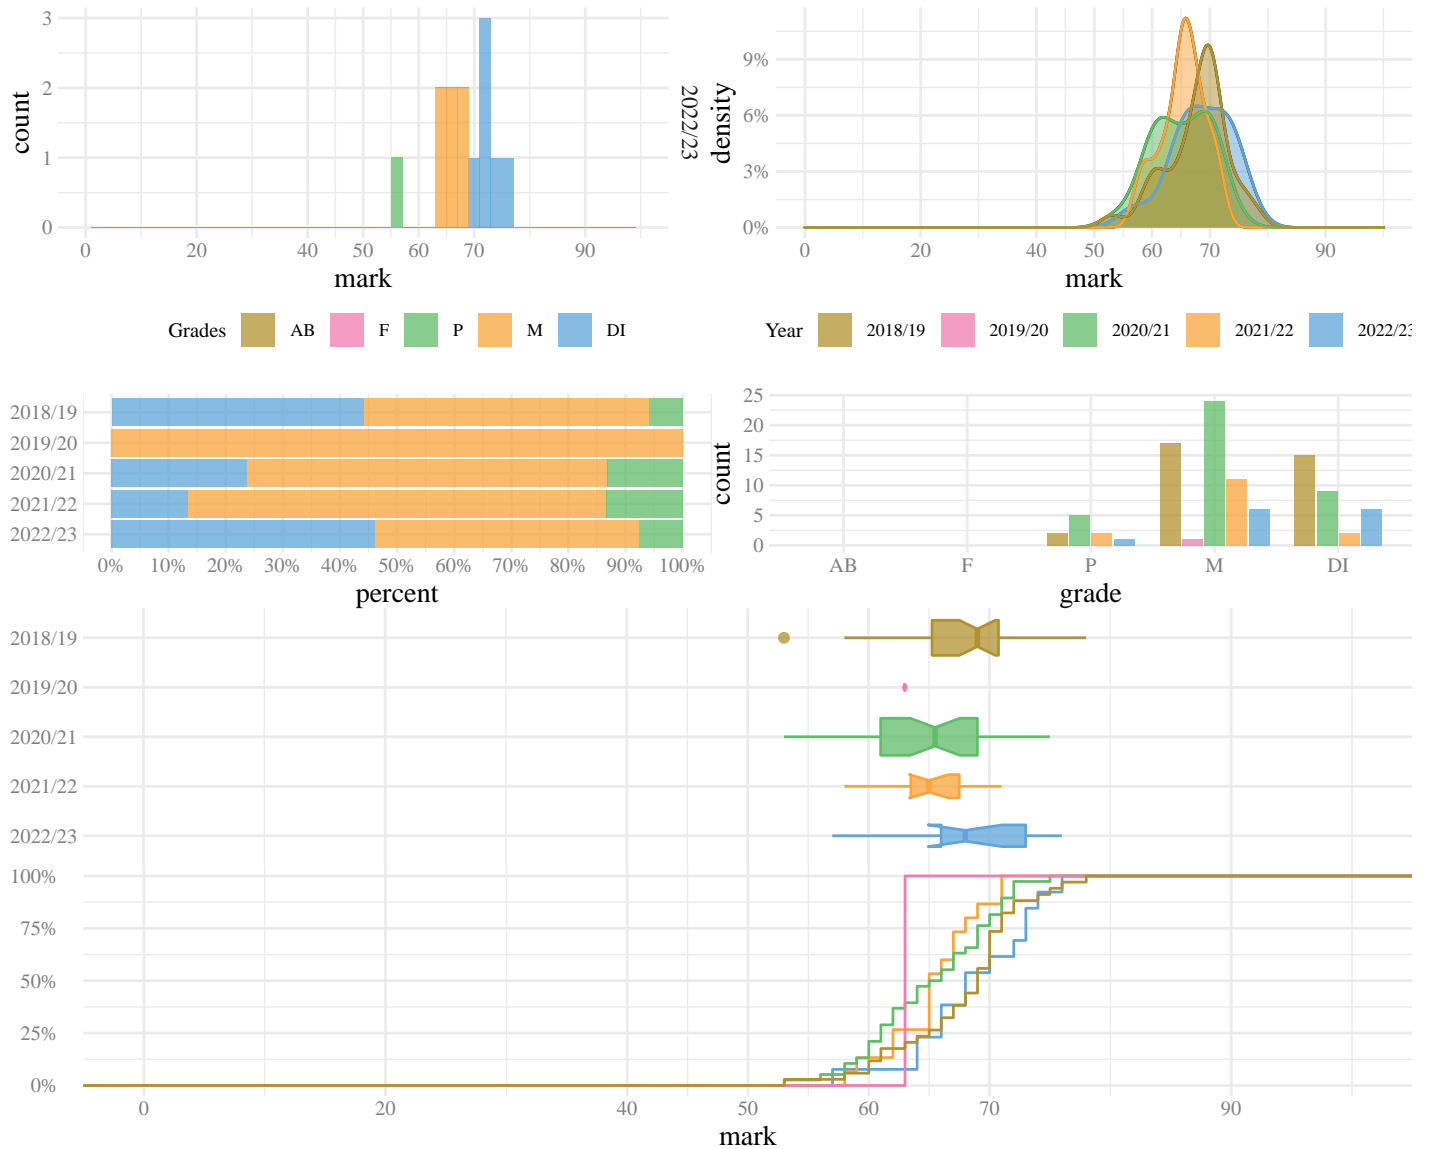 3
2
1
0
count
0 20 40 50 60 70 90
mark
2022/23
9%
6%
3%
0%
density
0 20 40 50 60 70 90
mark
Grades AB F P M DI
Year 2018/19 2019/20 2020/21 2021/22 2022/23
2018/19
2019/20
2020/21
2021/22
2022/23
0% 10% 20% 30% 40% 50% 60% 70% 80% 90% 100%
percent
25
20
15
10
5
0
count
AB F P M DI
grade
2018/19
2019/20
2020/21
2021/22
2022/23
100%
75%
50%
25%
0%
0 20 40 50 60 70 90
mark